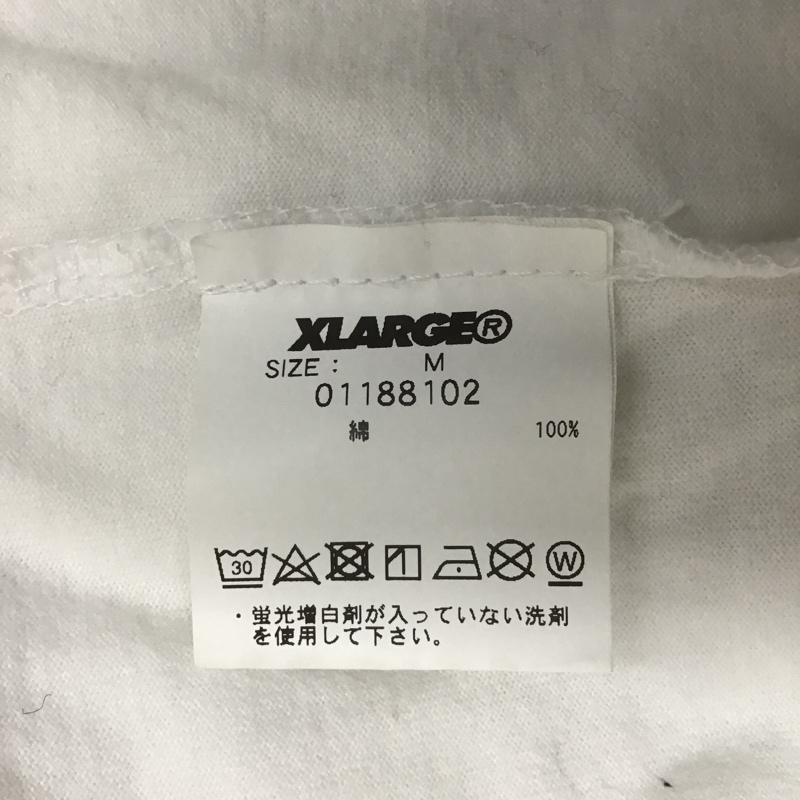 XLARGE®
SIZE : M
01188102
綿 100%
30 W
・蛍光増白剤が入っていない洗剤
を使用して下さい。